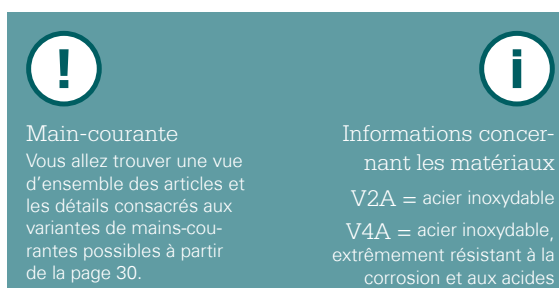 !
Main-courante
Vous allez trouver une vue
d'ensemble des articles et
les détails consacrés aux
variantes de mains-cou-
rantes possibles à partir
de la page 30.
i
Informations concer-
nant les matériaux
V2A = acier inoxydable
V4A = acier inoxydable,
extrêmement résistant à la
corrosion et aux acides